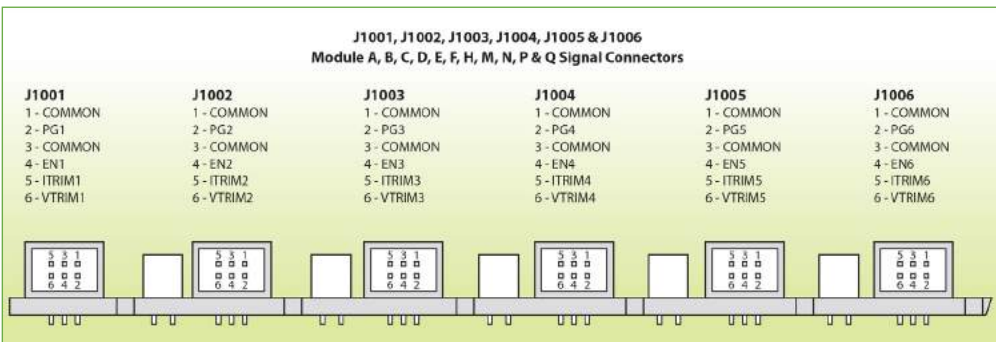 J1001, J1002, J1003, J1004, J1005 & J1006
Module A, B, C, D, E, F, H, M, N, P & Q Signal Connectors
J1001
1 - COMMON
2 - PG1
3 - COMMON
4 - EN1
5 - ITRIM1
6 - VTRIM1
J1002
1 - COMMON
2 - PG2
3 - COMMON
4 - EN2
5 - ITRIM2
6 - VTRIM2
J1003
1 - COMMON
2 - PG3
3 - COMMON
4 - EN3
5 - ITRIM3
6 - VTRIM3
J1004
1 - COMMON
2 - PG4
3 - COMMON
4 - EN4
5 - ITRIM4
6 - VTRIM4
J1005
1 - COMMON
2 - PG5
3 - COMMON
4 - EN5
5 - ITRIM5
6 - VTRIM5
J1006
1 - COMMON
2 - PG6
3 - COMMON
4 - EN6
5 - ITRIM6
6 - VTRIM6
5 3 1
6 4 2
5 3 1
6 4 2
5 3 1
6 4 2
5 3 1
6 4 2
5 3 1
6 4 2
5 3 1
6 4 2